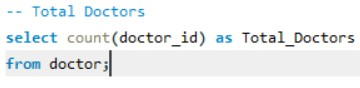 -- Total Doctors
select count(doctor_id) as Total_Doctors
from doctor;